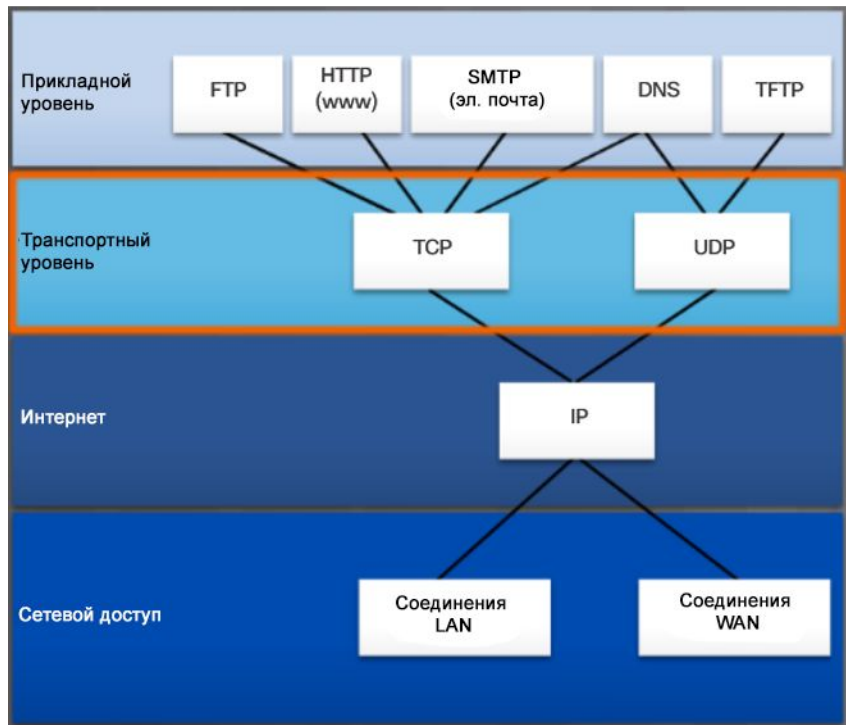 Прикладной
уровень
FTP
HTTP
(www)
SMTP
(эл. почта)
DNS
TFTP
Транспортный
уровень
TCP
UDP
Интернет
IP
Сетевой доступ
Соединения
LAN
Соединения
WAN